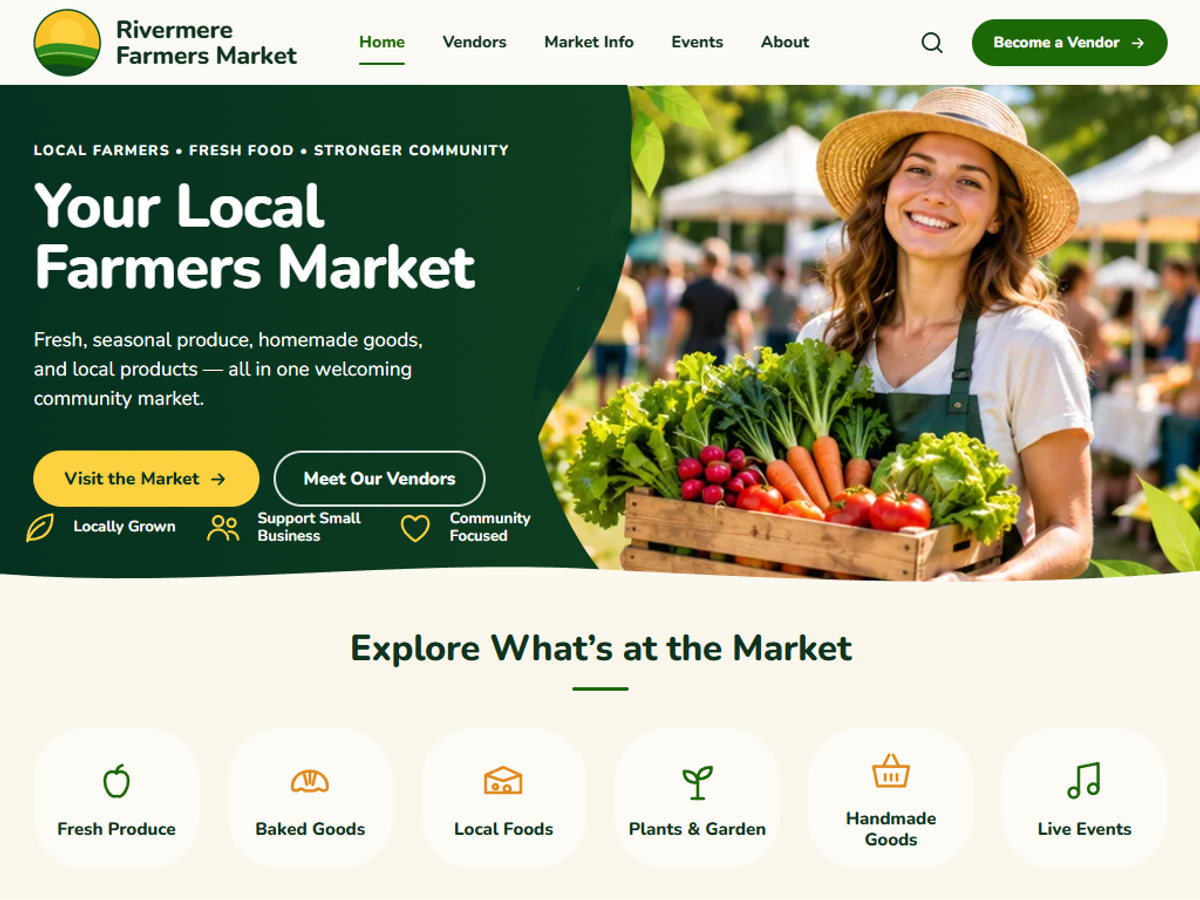 Rivermere
Farmers Market
Home
Vendors
Market Info
Events
About
Become a Vendor →
LOCAL FARMERS • FRESH FOOD • STRONGER COMMUNITY
Your Local
Farmers Market
Fresh, seasonal produce, homemade goods,
and local products — all in one welcoming
community market.
Visit the Market →
Meet Our Vendors
Locally Grown
Support Small
Business
Community
Focused
Explore What’s at the Market
Fresh Produce
Baked Goods
Local Foods
Plants & Garden
Handmade
Goods
Live Events